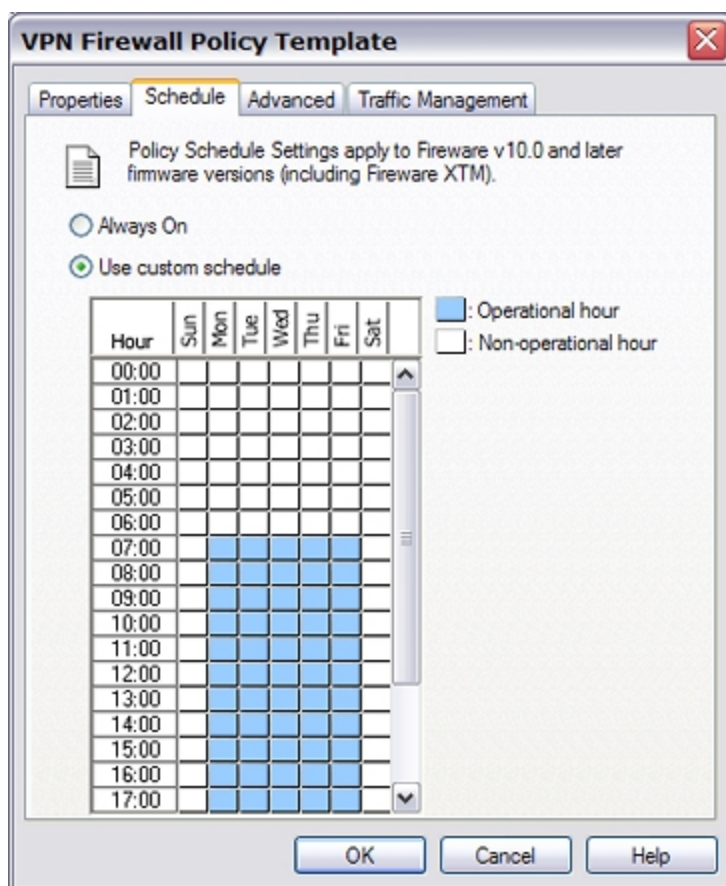 VPN Firewall Policy Template
Properties Schedule Advanced Traffic Management
Policy Schedule Settings apply to Fireware v10.0 and later
firmware versions (including Fireware XTM).
Always On
Use custom schedule
Hour Sun Mon Tue Wed Thu Fri Sat
: Operational hour
: Non-operational hour
00:00
01:00
02:00
03:00
04:00
05:00
06:00
07:00
08:00
09:00
10:00
11:00
12:00
13:00
14:00
15:00
16:00
17:00
OK Cancel Help